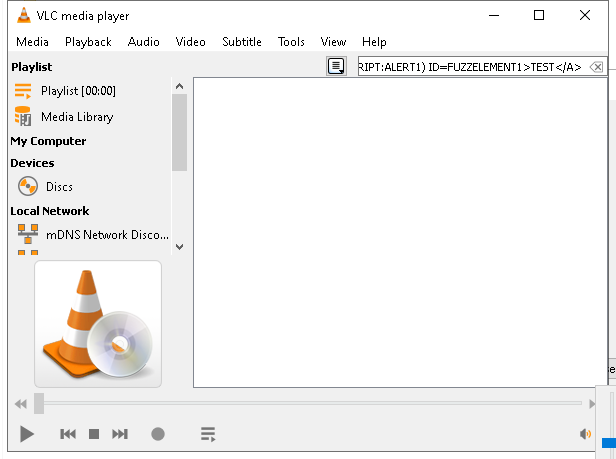 VLC media player
Media Playback Audio Video Subtitle Tools View Help
Playlist
RIPT:ALERT1) ID=FUZZELEMENT1>TEST</A>
Playlist [00:00]
Media Library
My Computer
Devices
Discs
Local Network
mDNS Network Disco...